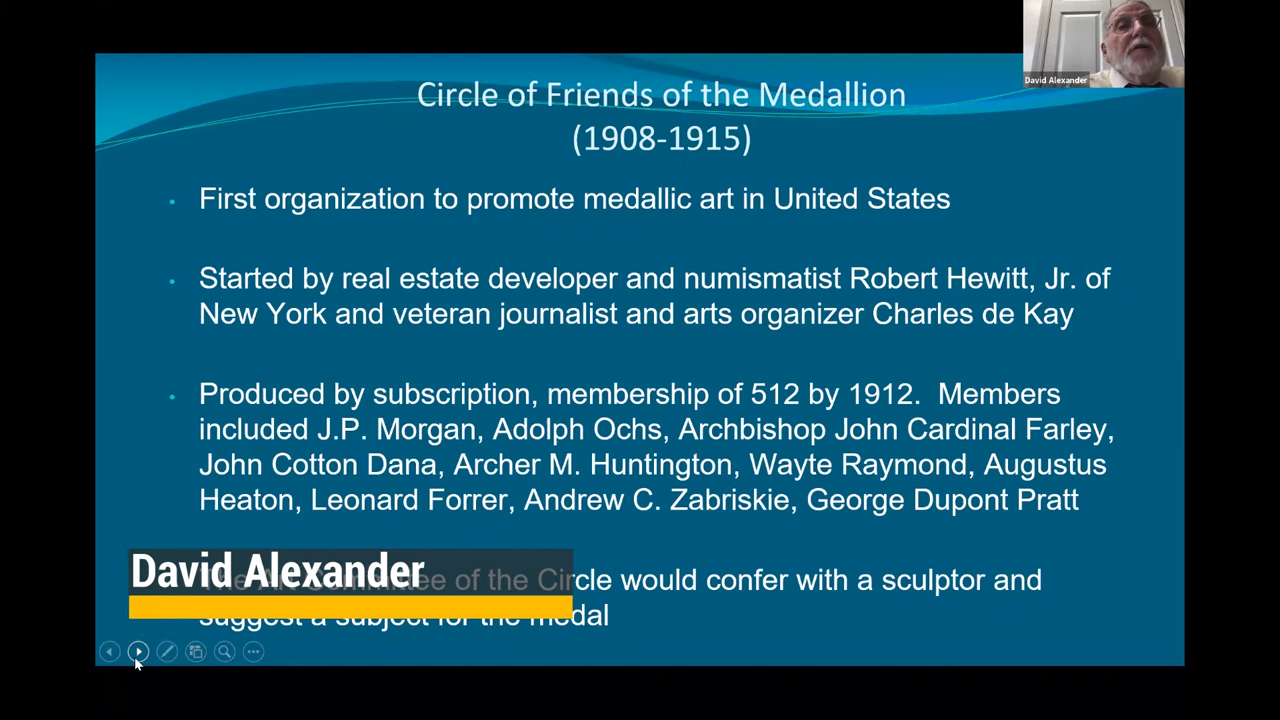 David Alexander
Circle of Friends of the Medallion
(1908-1915)
First organization to promote medallic art in United States
Started by real estate developer and numismatist Robert Hewitt, Jr. of
New York and veteran journalist and arts organizer Charles de Kay
Produced by subscription, membership of 512 by 1912. Members
included J.P. Morgan, Adolph Ochs, Archbishop John Cardinal Farley,
John Cotton Dana, Archer M. Huntington, Wayte Raymond, Augustus
Heaton, Leonard Forrer, Andrew C. Zabriskie, George Dupont Pratt
The Art Committee of the Circle would confer with a sculptor and
suggest a subject for the medal
David Alexander